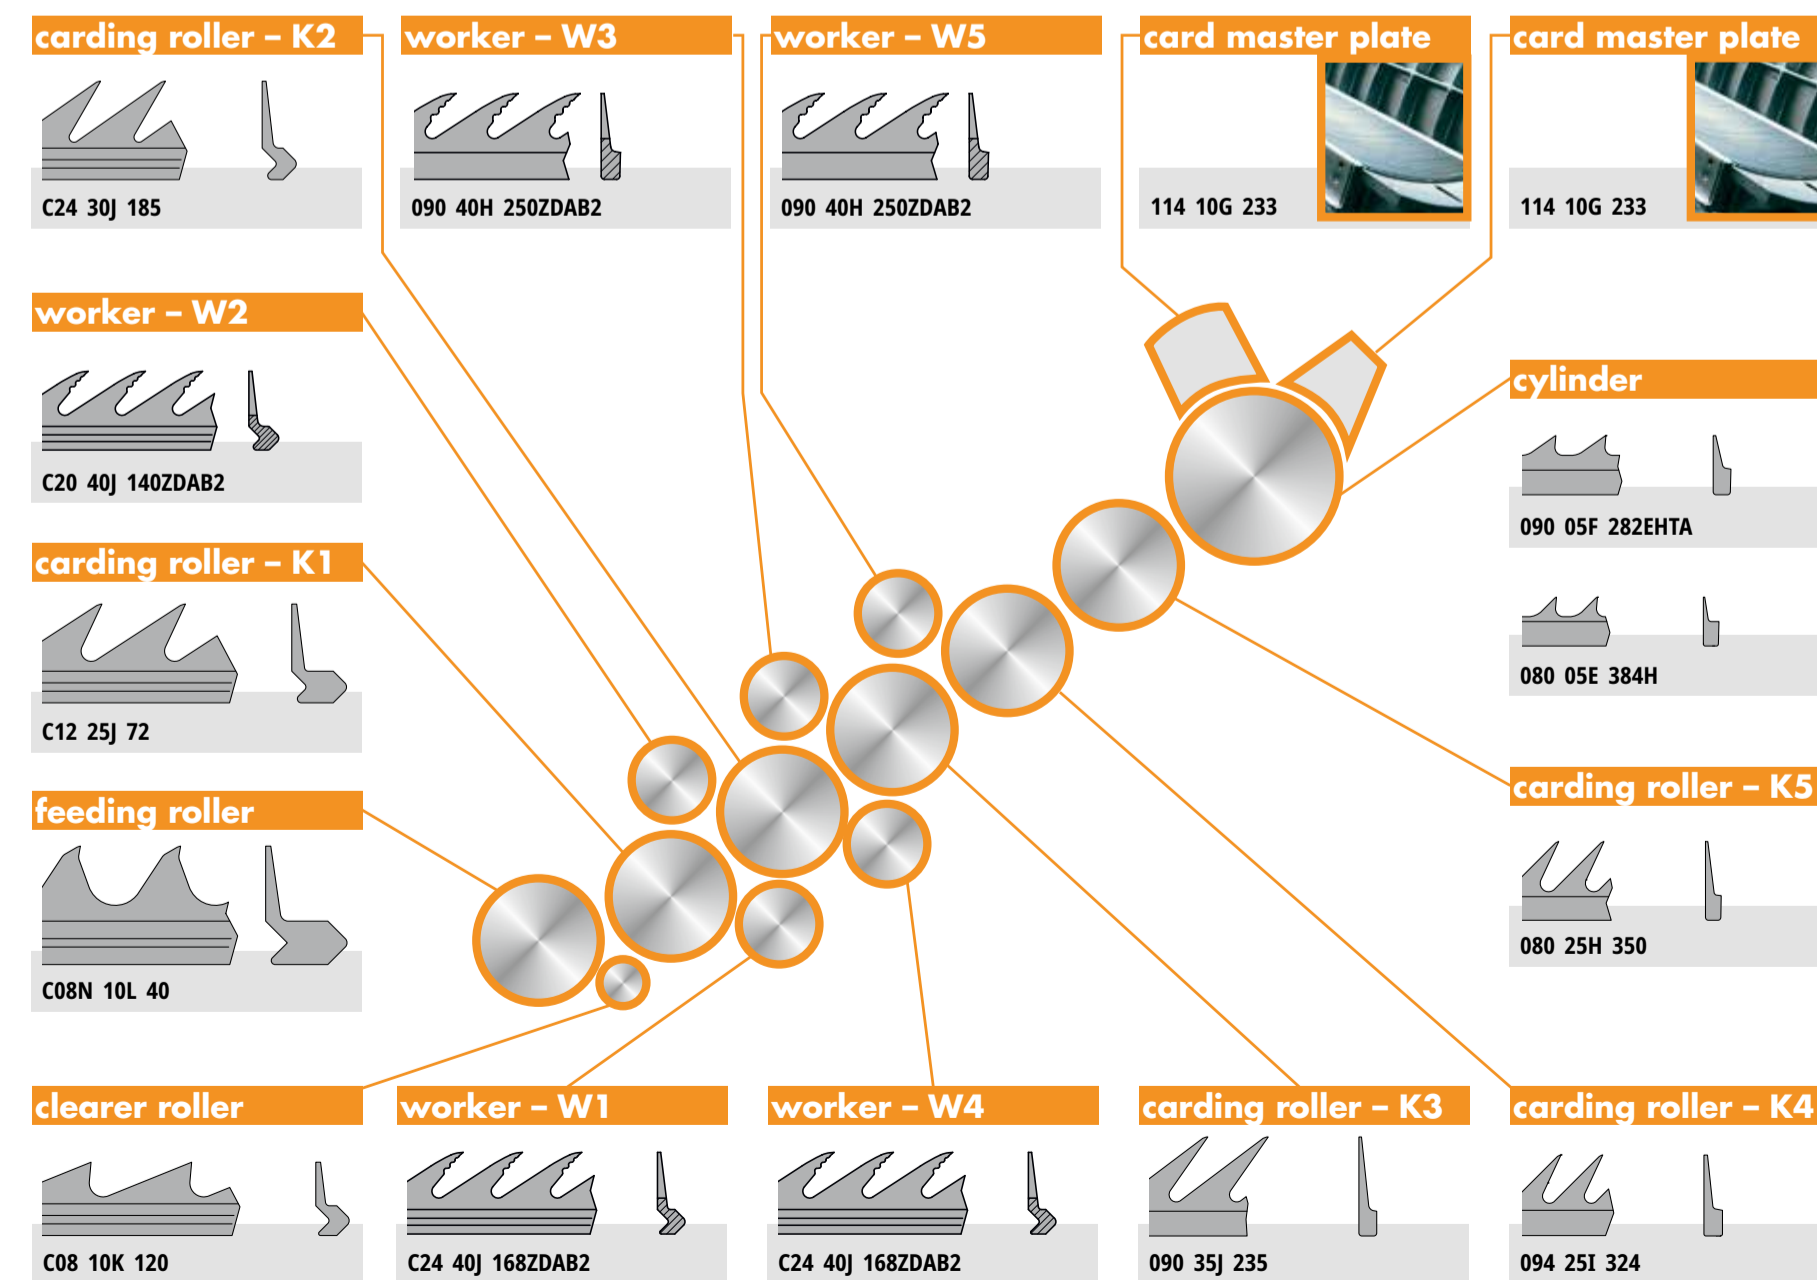 carding roller – K2
C24 30J 185
worker – W3
090 40H 250ZDAB2
worker – W5
090 40H 250ZDAB2
card master plate
114 10G 233
card master plate
114 10G 233
worker – W2
C20 40J 140ZDAB2
cylinder
090 05F 282EHTA
080 05E 384H
carding roller – K1
C12 25J 72
feeding roller
C08N 10L 40
carding roller – K5
080 25H 350
clearer roller
C08 10K 120
worker – W1
C24 40J 168ZDAB2
worker – W4
C24 40J 168ZDAB2
carding roller – K3
090 35J 235
carding roller – K4
094 25I 324